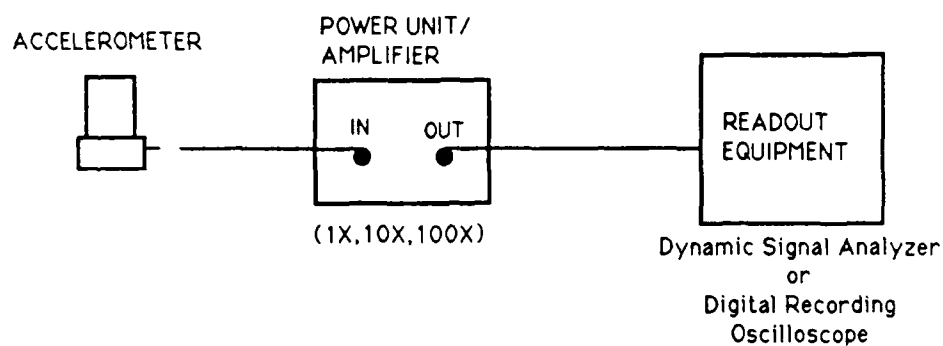 ACCELEROMETER
POWER UNIT/
AMPLIFIER
IN
OUT
(1X,10X,100X)
READOUT
EQUIPMENT
Dynamic Signal Analyzer
or
Digital Recording
Oscilloscope